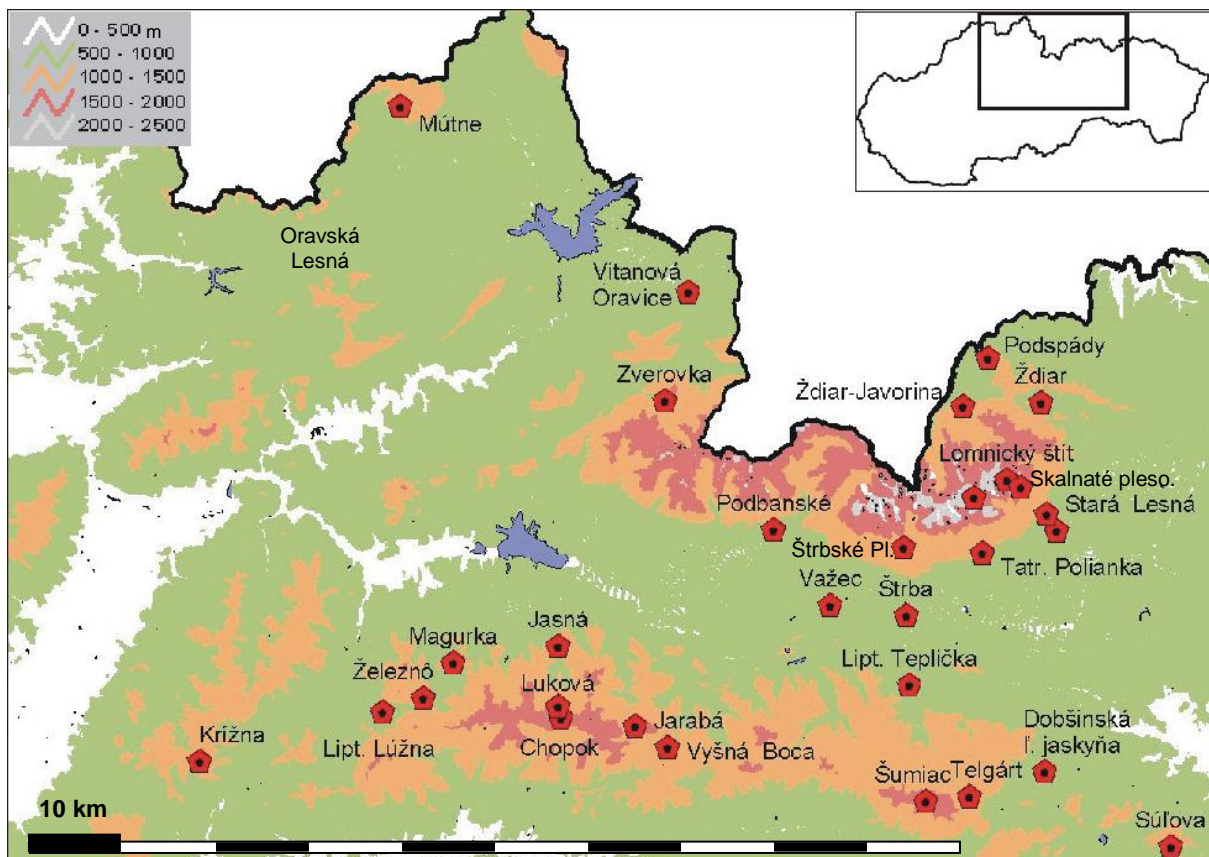 0 - 500 m
500 - 1000
1000 - 1500
1500 - 2000
2000 - 2500
Mútne
Oravská
Lesná
Vitanová
Oravice
Zverovka
Podspády
Ždiar
Ždiar-Javorina
Lomnický štít
Skalnaté pleso.
Stará Lesná
Podbanské
Štrbské Pl.
Tatr. Polianka
Važec
Štrba
Jasná
Magurka
Lipt. Teplička
Železnô
Luková
Krížna
Lipt. Lúžna
Chopok
Jarabá
Vyšná Boca
Dobšinská
ľ. jaskyňa
Šumiac
Telgárt
Súľova
10 km